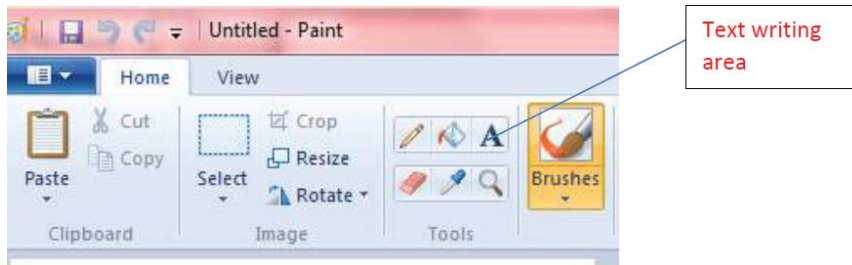 Untitled - Paint
Text writing
area
Home View
Cut
Copy
Paste
Clipboard
Select
Crop
Resize
Rotate
Image
A
Tools
Brushes